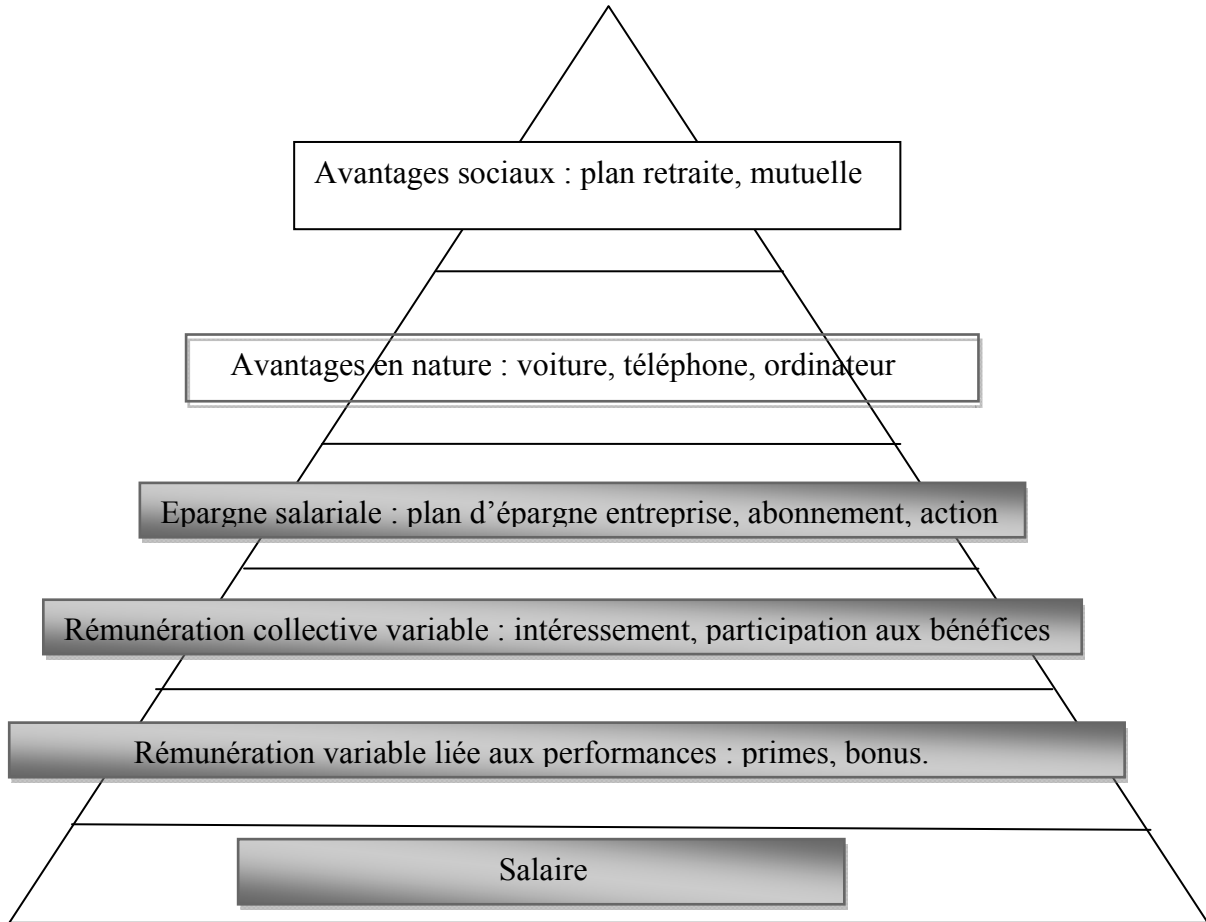 Avantages sociaux : plan retraite, mutuelle
Avantages en nature : voiture, téléphone, ordinateur
Epargne salariale : plan d’épargne entreprise, abonnement, action
Rémunération collective variable : intéressement, participation aux bénéfices
Rémunération variable liée aux performances : primes, bonus.
Salaire